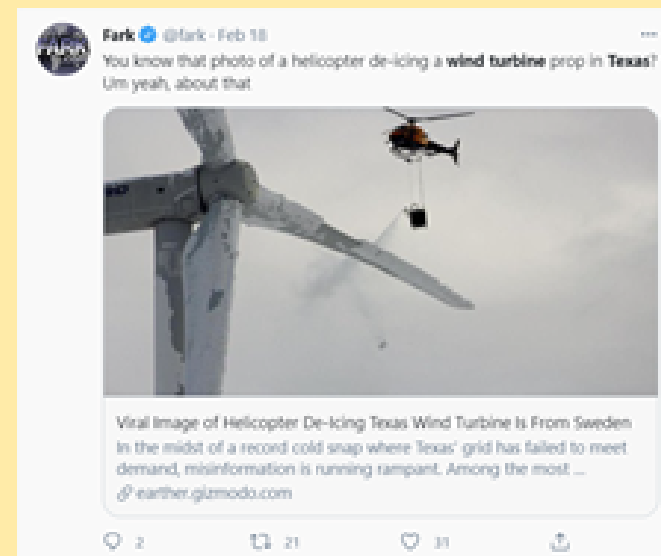 Fark @fark · Feb 18
You know that photo of a helicopter de-icing a wind turbine prop in Texas?
Um yeah, about that
Viral Image of Helicopter De-Icing Texas Wind Turbine Is From Sweden
In the midst of a record cold snap where Texas' grid has failed to meet
demand, misinformation is running rampant. Among the most ...
earther.gizmodo.com
2 21 31